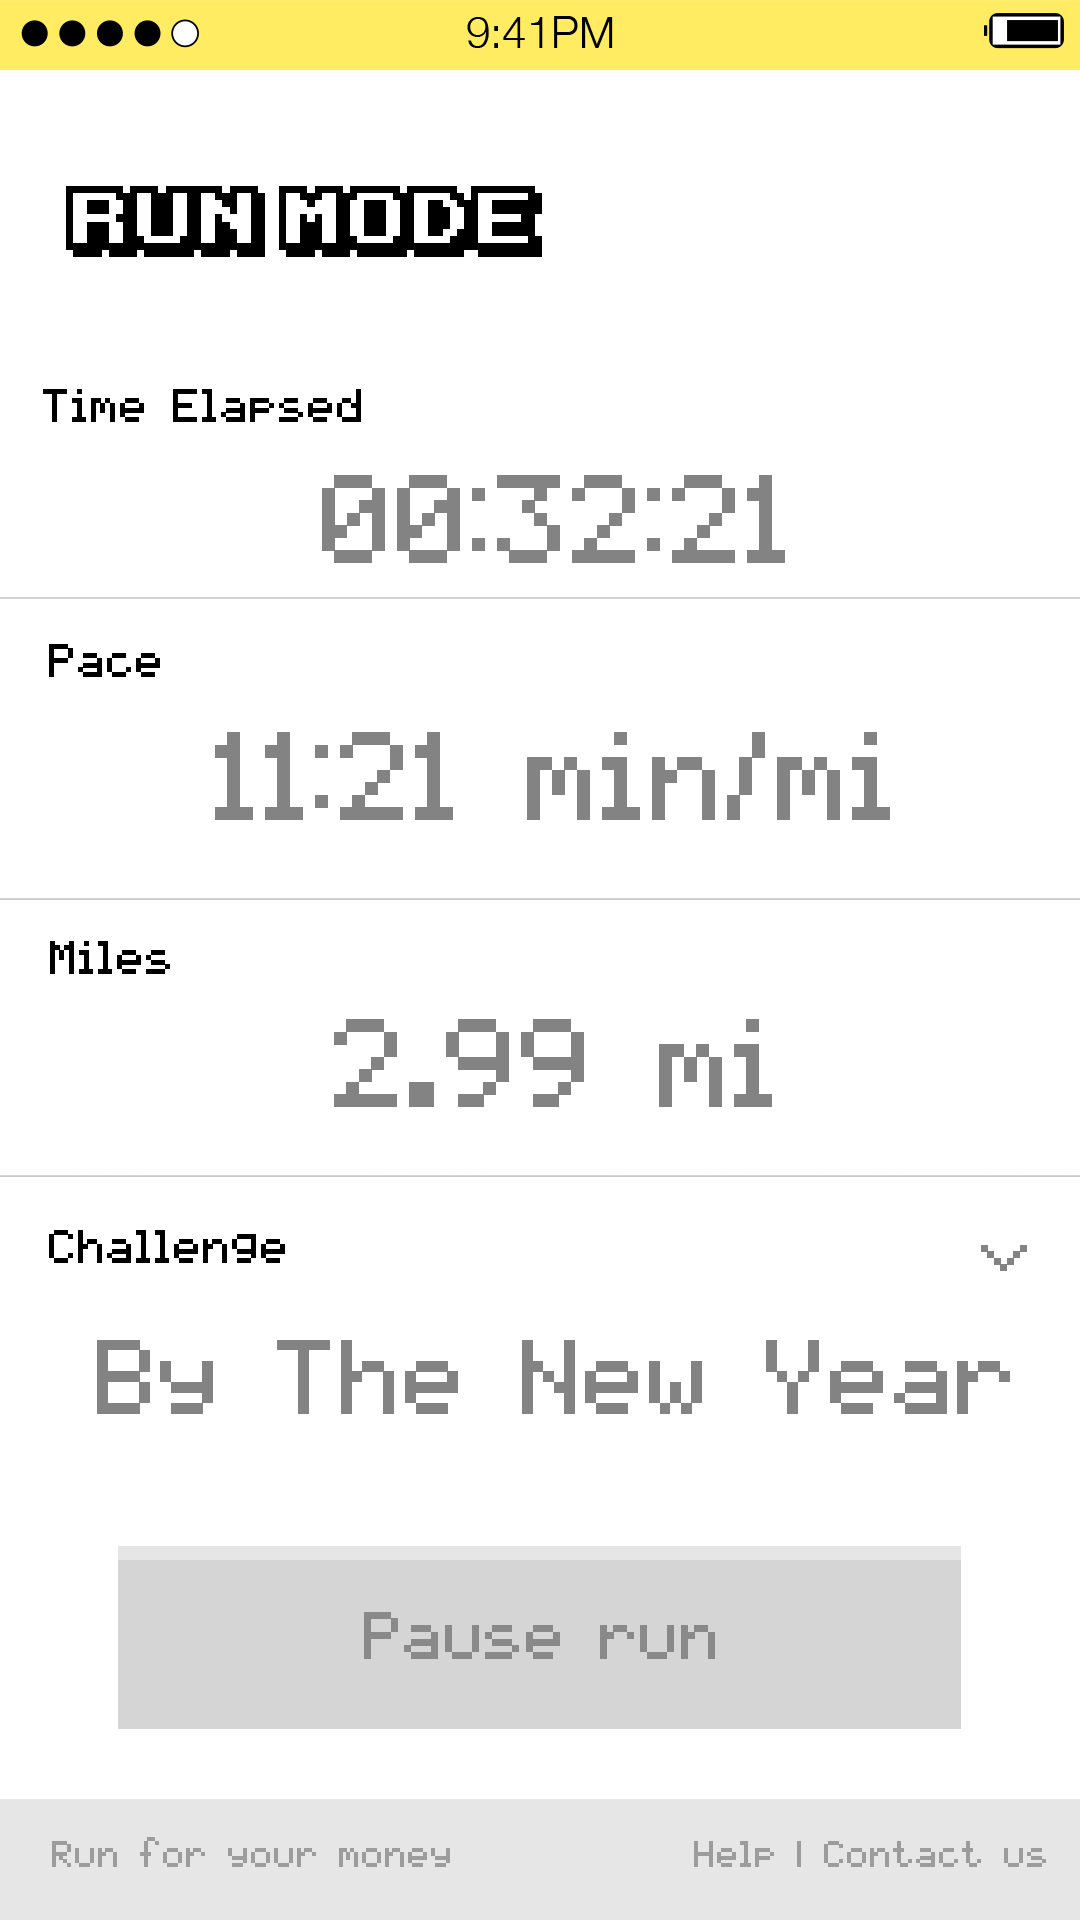 9:41PM
RUN MODE
Time Elapsed
00:32:21
Pace
11:21 min/mi
Miles
2.99 mi
Challenge
By The New Year
Pause run
Run for your money
Help | Contact us